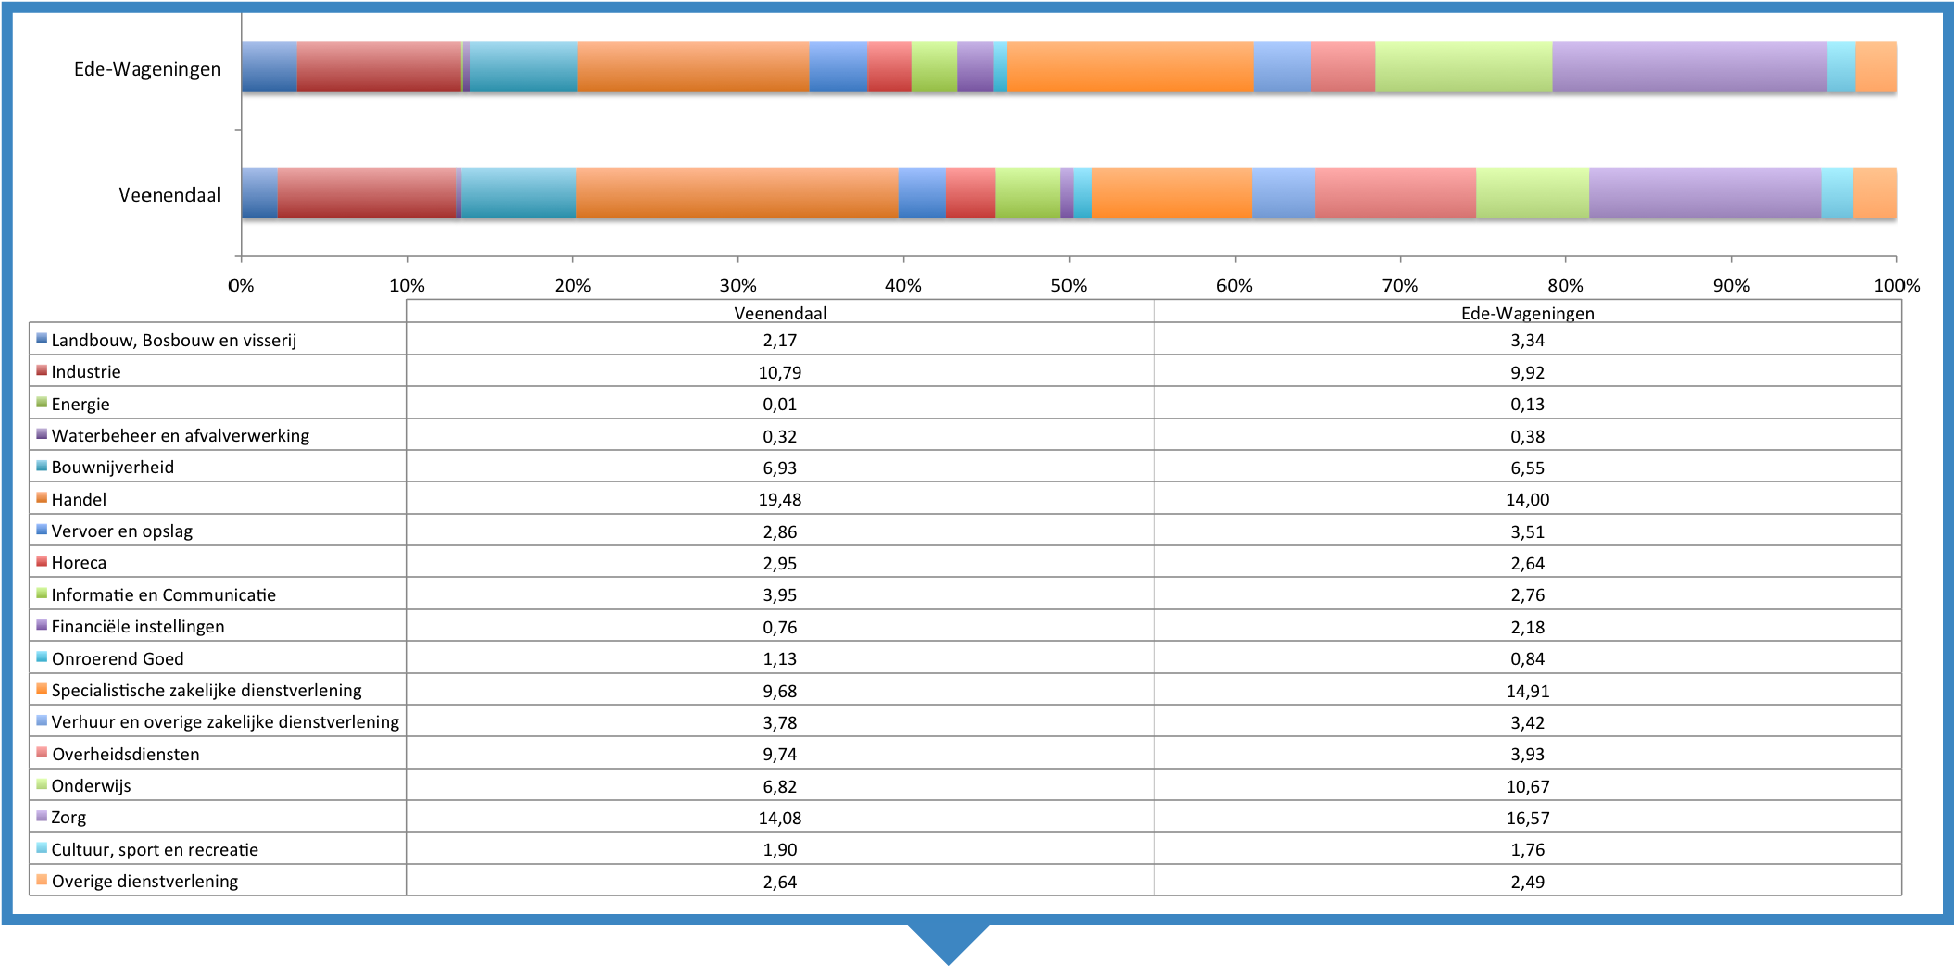 Ede-Wageningen
Veenendaal
0% 10% 20% 30% 40% 50% 60% 70% 80% 90% 100%
Veenendaal Ede-Wageningen
Landbouw, Bosbouw en visserij 2,17 3,34
Industrie 10,79 9,92
Energie 0,01 0,13
Waterbeheer en afvalverwerking 0,32 0,38
Bouwnijverheid 6,93 6,55
Handel 19,48 14,00
Vervoer en opslag 2,86 3,51
Horeca 2,95 2,64
Informatie en Communicatie 3,95 2,76
Financiële instellingen 0,76 2,18
Onroerend Goed 1,13 0,84
Specialistische zakelijke dienstverlening 9,68 14,91
Verhuur en overige zakelijke dienstverlening 3,78 3,42
Overheidsdiensten 9,74 3,93
Onderwijs 6,82 10,67
Zorg 14,08 16,57
Cultuur, sport en recreatie 1,90 1,76
Overige dienstverlening 2,64 2,49